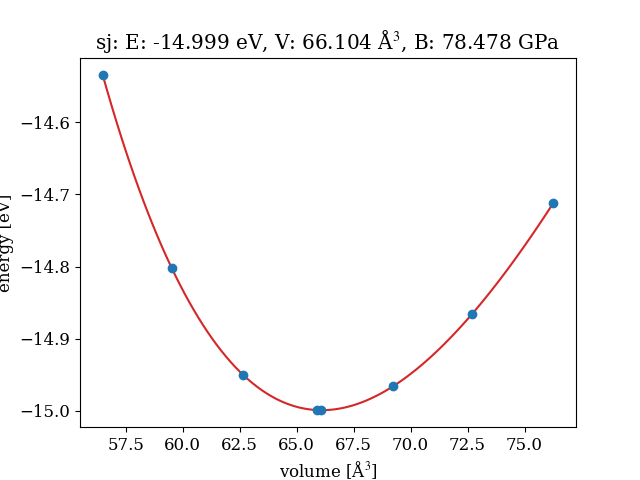 sj: E: -14.999 eV, V: 66.104 Å³, B: 78.478 GPa
−14.6
−14.7
−14.8
−14.9
−15.0
energy [eV]
57.5 60.0 62.5 65.0 67.5 70.0 72.5 75.0
volume [Å³]